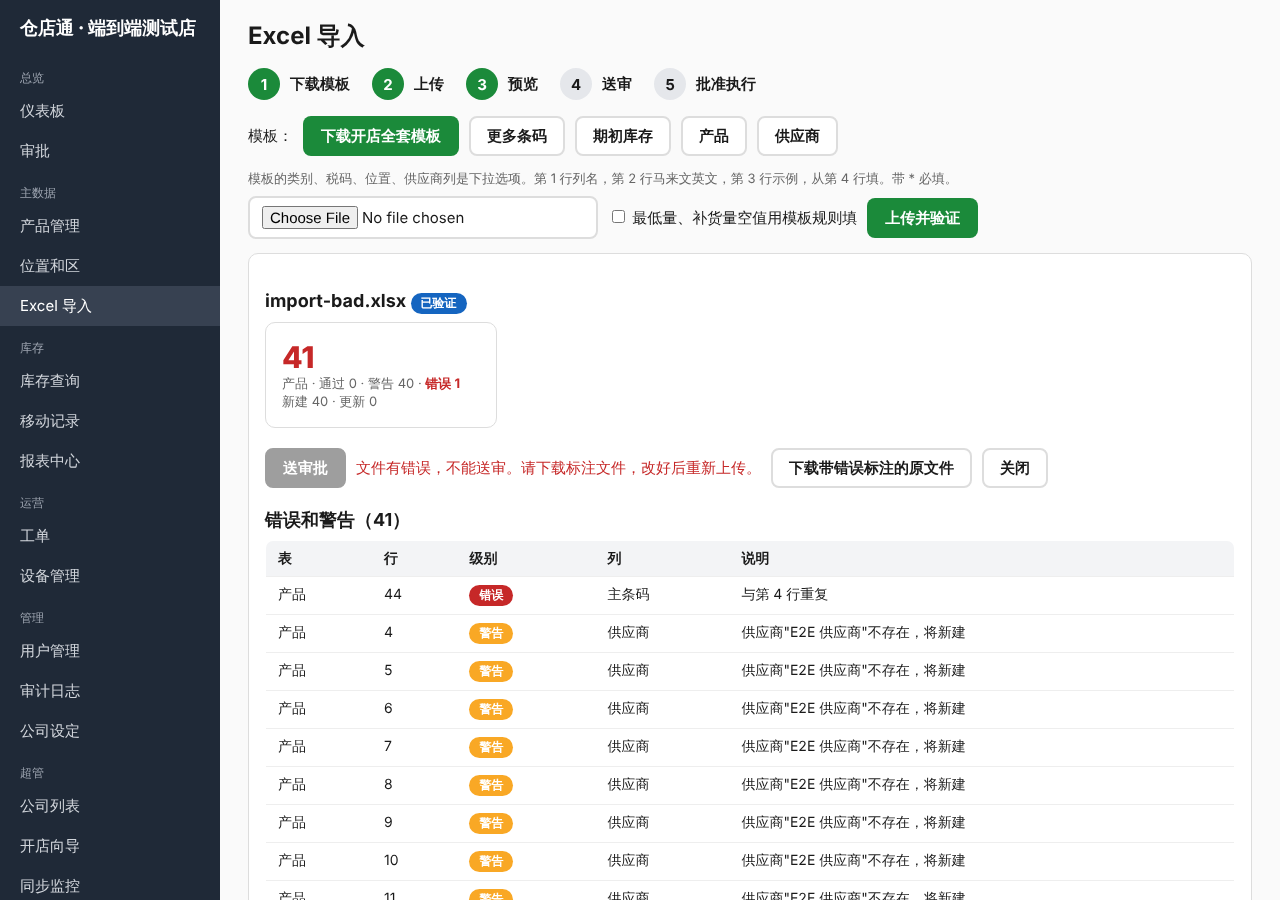 仓店通 · 端到端测试店
总览
仪表板
审批
主数据
产品管理
位置和区
Excel 导入
库存
库存查询
移动记录
报表中心
运营
工单
设备管理
管理
用户管理
审计日志
公司设定
超管
公司列表
开店向导
同步监控
Excel 导入
1 下载模板 2 上传 3 预览 4 送审 5 批准执行
模板： 下载开店全套模板 更多条码 期初库存 产品 供应商
模板的类别、税码、位置、供应商列是下拉选项。第 1 行列名，第 2 行马来文英文，第 3 行示例，从第 4 行填。带 * 必填。
Choose File No file chosen 最低量、补货量空值用模板规则填 上传并验证
import-bad.xlsx 已验证
41
产品 · 通过 0 · 警告 40 · 错误 1
新建 40 · 更新 0
送审批 文件有错误，不能送审。请下载标注文件，改好后重新上传。 下载带错误标注的原文件 关闭
错误和警告（41）
表 行 级别 列 说明
产品 44 错误 主条码 与第 4 行重复
产品 4 警告 供应商 供应商"E2E 供应商"不存在，将新建
产品 5 警告 供应商 供应商"E2E 供应商"不存在，将新建
产品 6 警告 供应商 供应商"E2E 供应商"不存在，将新建
产品 7 警告 供应商 供应商"E2E 供应商"不存在，将新建
产品 8 警告 供应商 供应商"E2E 供应商"不存在，将新建
产品 9 警告 供应商 供应商"E2E 供应商"不存在，将新建
产品 10 警告 供应商 供应商"E2E 供应商"不存在，将新建
产品 11 警告 供应商 供应商"E2E 供应商"不存在，将新建